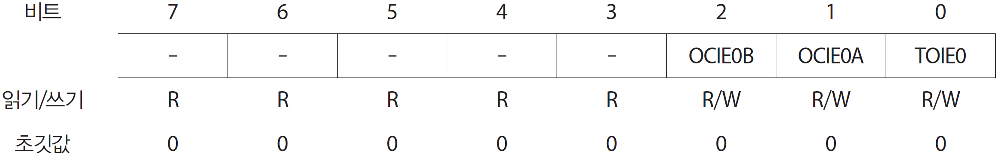 비트 7 6 5 4 3 2 1 0
– – – – – OCIE0B OCIE0A TOIE0
읽기/쓰기 R R R R R R/W R/W R/W
초깃값 0 0 0 0 0 0 0 0